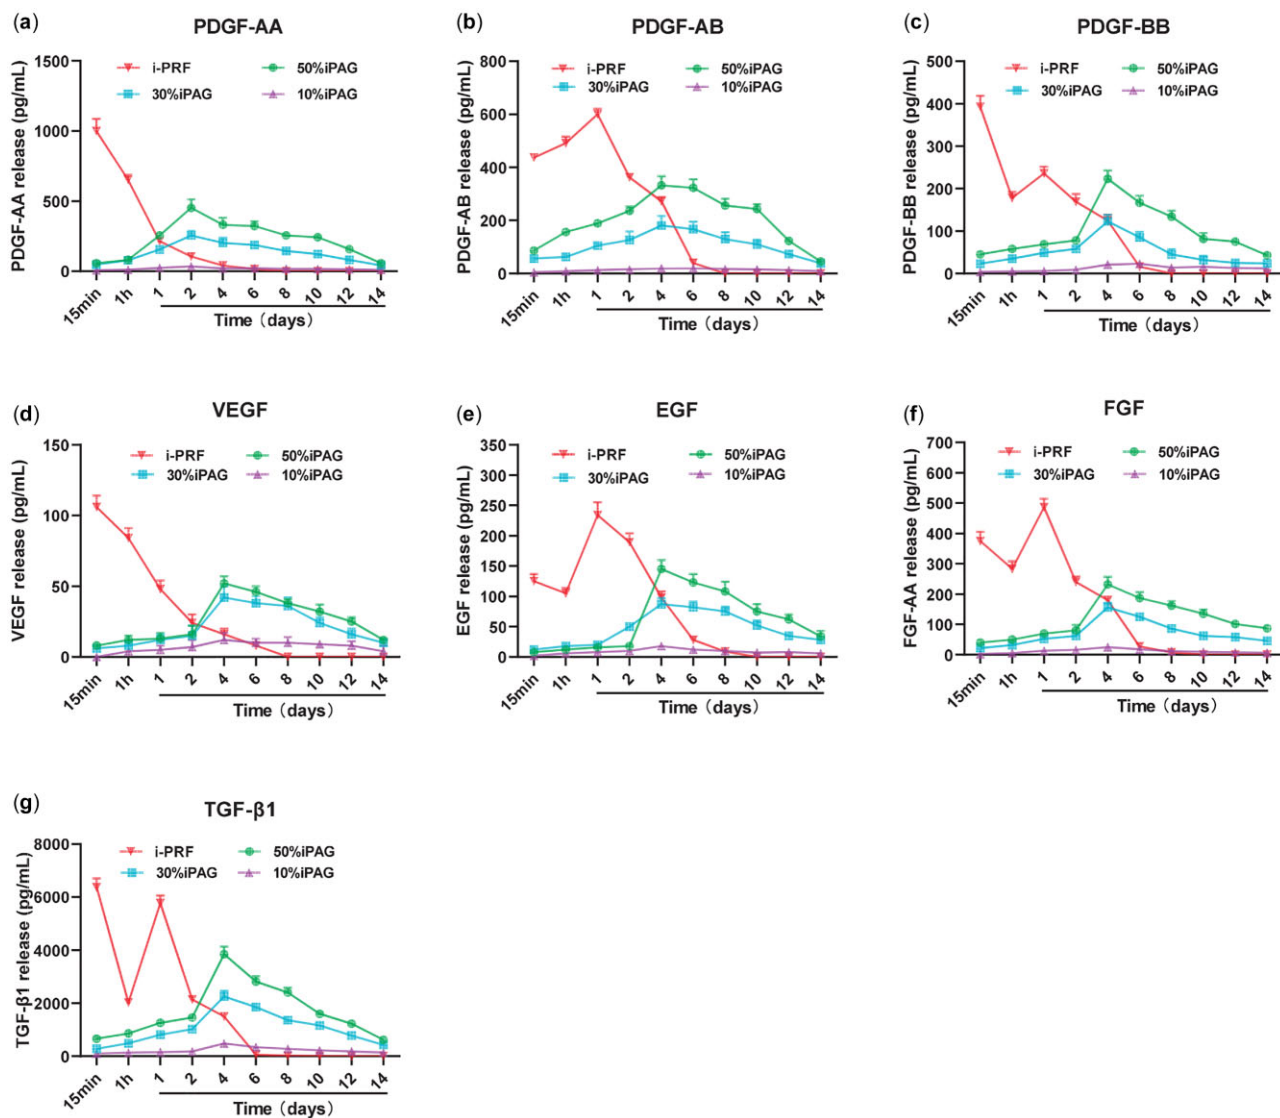 (a)
PDGF-AA
i-PRF
50%iPAG
30%iPAG
10%iPAG
PDGF-AA release (pg/mL)
1500
1000
500
0
15min
1h
1
2
4
6
8
10
12
14
Time (days)
(b)
PDGF-AB
i-PRF
50%iPAG
30%iPAG
10%iPAG
PDGF-AB release (pg/mL)
800
600
400
200
0
15min
1h
1
2
4
6
8
10
12
14
Time (days)
(c)
PDGF-BB
i-PRF
50%iPAG
30%iPAG
10%iPAG
PDGF-BB release (pg/mL)
500
400
300
200
100
0
15min
1h
1
2
4
6
8
10
12
14
Time (days)
(d)
VEGF
i-PRF
50%iPAG
30%iPAG
10%iPAG
VEGF release (pg/mL)
150
100
50
0
15min
1h
1
2
4
6
8
10
12
14
Time (days)
(e)
EGF
i-PRF
50%iPAG
30%iPAG
10%iPAG
EGF release (pg/mL)
350
300
250
200
150
100
50
0
15min
1h
1
2
4
6
8
10
12
14
Time (days)
(f)
FGF
i-PRF
50%iPAG
30%iPAG
10%iPAG
FGF-AA release (pg/mL)
700
600
500
400
300
200
100
0
15min
1h
1
2
4
6
8
10
12
14
Time (days)
(g)
TGF-β1
i-PRF
50%iPAG
30%iPAG
10%iPAG
TGF-β1 release (pg/mL)
8000
6000
4000
2000
0
15min
1h
1
2
4
6
8
10
12
14
Time (days)